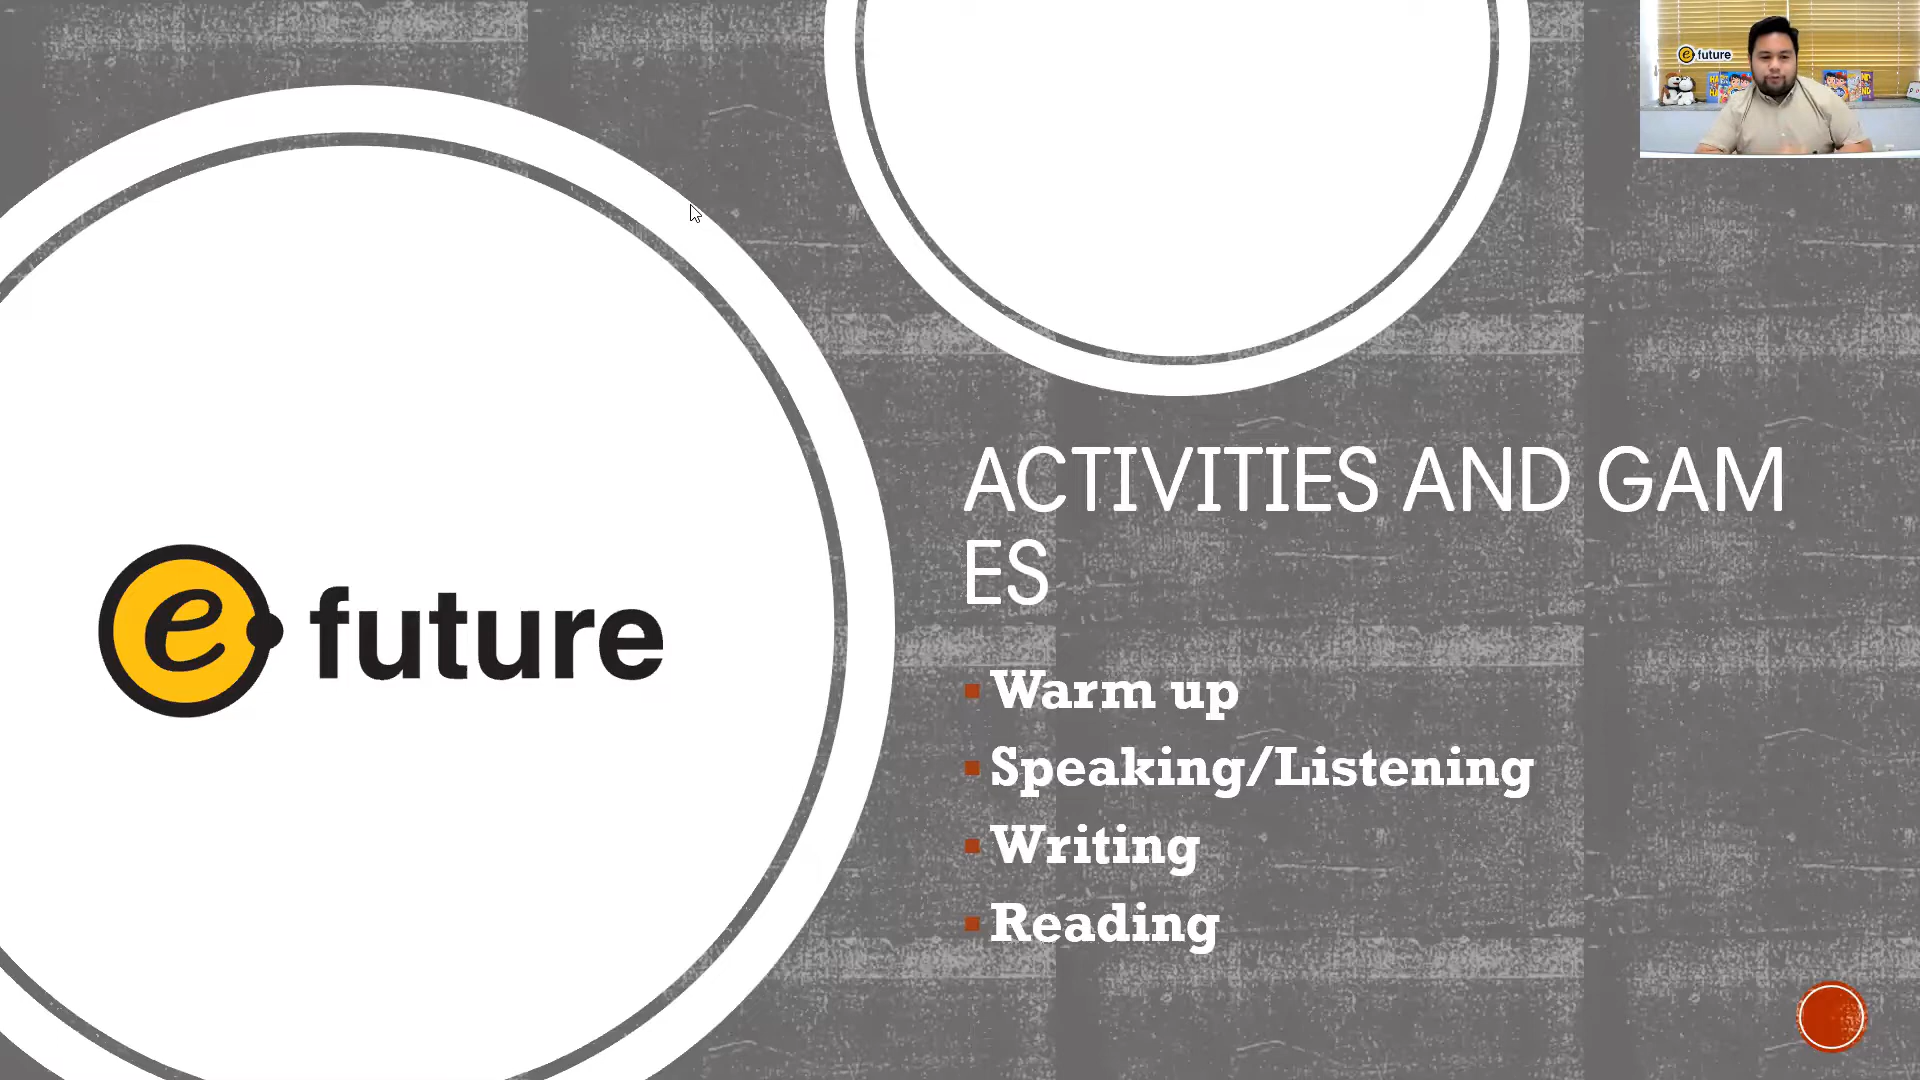 e future
ACTIVITIES AND GAM
ES
Warm up
Speaking/Listening
Writing
Reading
e future